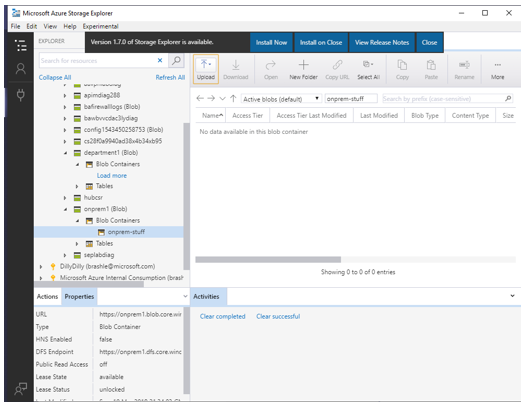 Microsoft Azure Storage Explorer
File Edit View Help Experimental
EXPLORER
Version 1.7.0 of Storage Explorer is available.
Install Now
Install on Close
View Release Notes
Close
Search for resources
Collapse All
Refresh All
apimdiag288
bafirewalllogs (Blob)
bawbvvcdac3lydiag
config1543450258753 (Blob)
cs28f0a9940ad38x4b34xb95
department1 (Blob)
Blob Containers
Load more
Tables
hubcsr
onprem1 (Blob)
Blob Containers
onprem-stuff
Tables
seplabdiag
DillyDilly (brashle@microsoft.com)
Microsoft Azure Internal Consumption (brash
Upload
Download
Open
New Folder
Copy URL
Select All
Copy
Paste
Rename
More
Active blobs (default)
onprem-stuff
Search by prefix (case-sensitive)
Name
Access Tier
Access Tier Last Modified
Last Modified
Blob Type
Content Type
Size
No data available in this blob container
Showing 0 to 0 of 0 entries
Actions
Properties
URL https://onprem1.blob.core.wir
Type Blob Container
HNS Enabled false
DFS Endpoint https://onprem1.dfs.core.winc
Public Read Access off
Lease State available
Lease Status unlocked
Activities
Clear completed
Clear successful